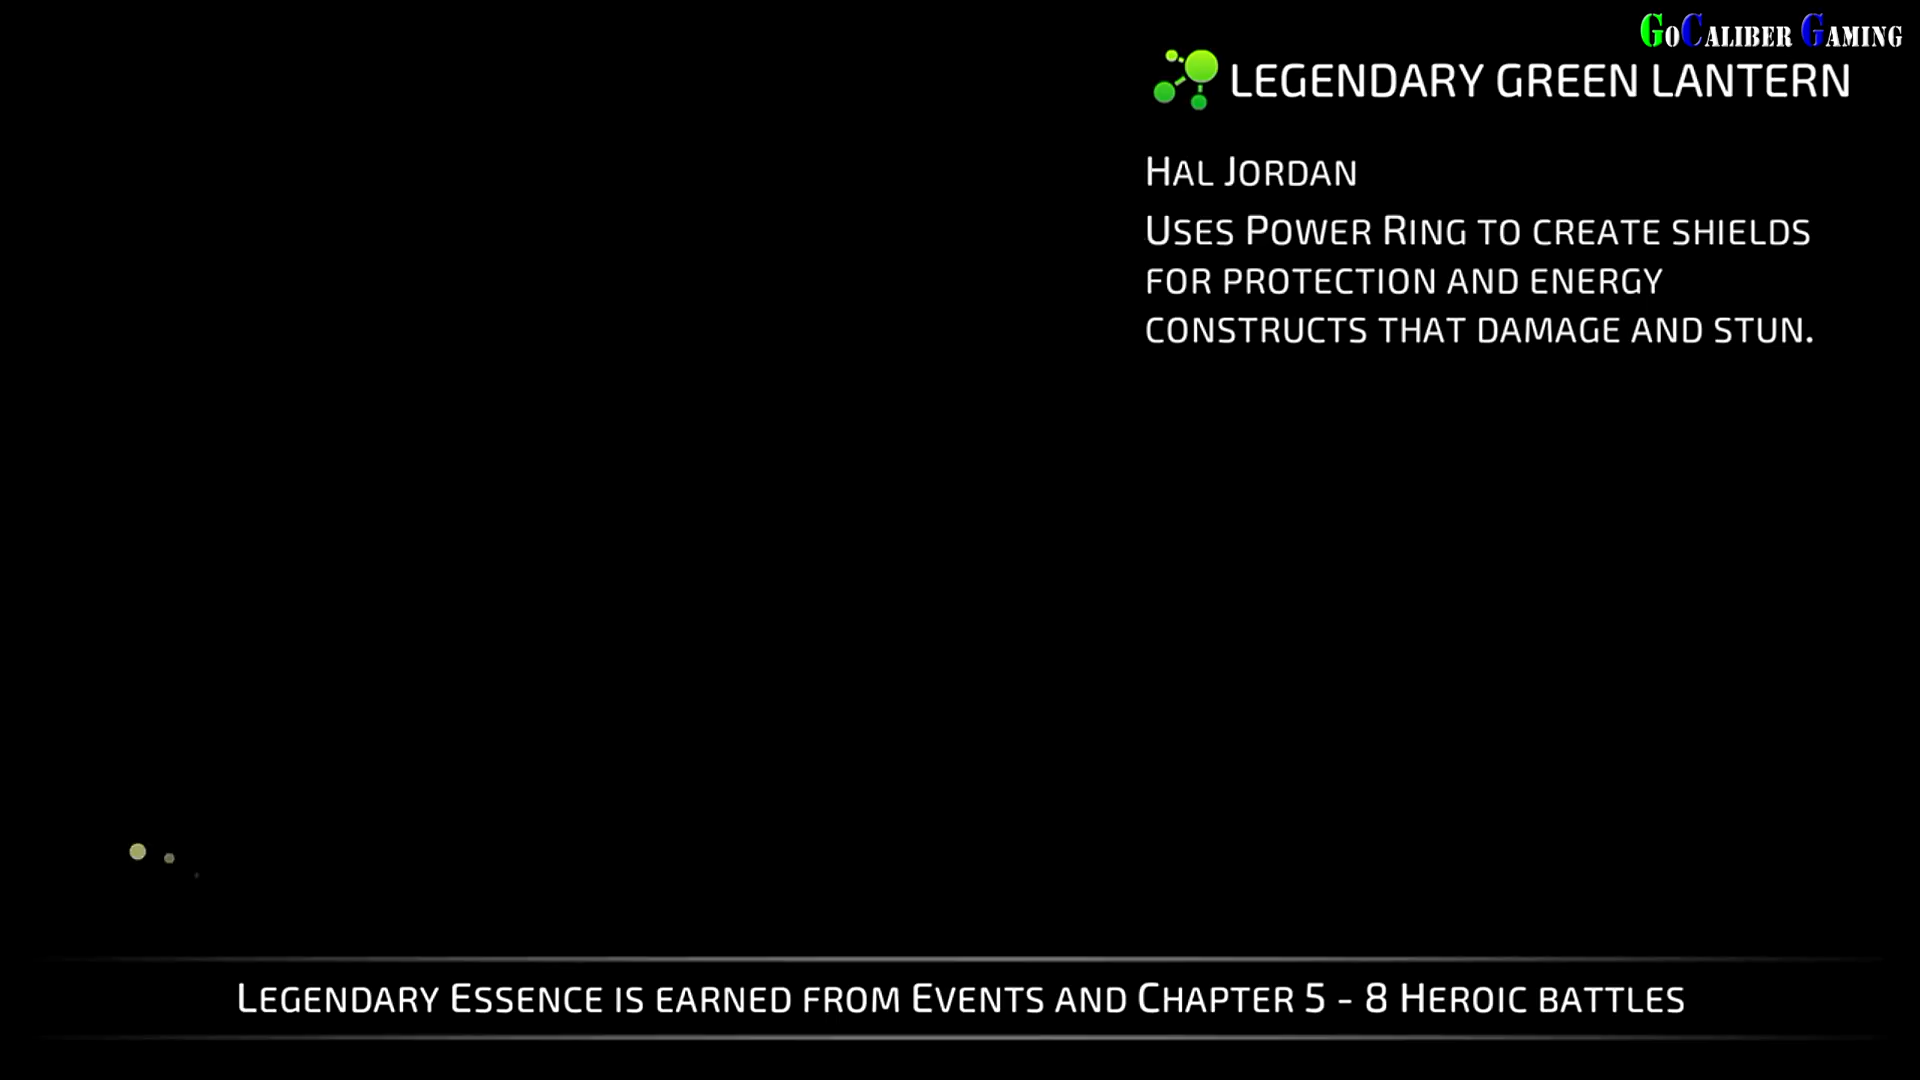 GoCaliber Gaming
LEGENDARY GREEN LANTERN
HAL JORDAN
USES POWER RING TO CREATE SHIELDS
FOR PROTECTION AND ENERGY
CONSTRUCTS THAT DAMAGE AND STUN.
LEGENDARY ESSENCE IS EARNED FROM EVENTS AND CHAPTER 5 - 8 HEROIC BATTLES